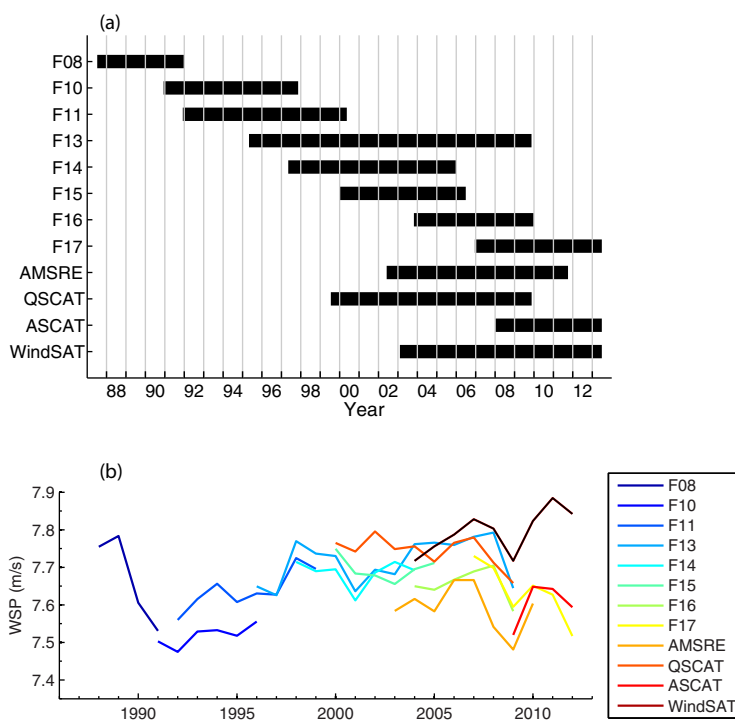 (a)
F08
F10
F11
F13
F14
F15
F16
F17
AMSRE
QSCAT
ASCAT
WindSAT
88 90 92 94 96 98 00 02 04 06 08 10 12
Year
(b)
7.9
7.8
7.7
7.6
7.5
7.4
WSP (m/s)
1990 1995 2000 2005 2010
F08
F10
F11
F13
F14
F15
F16
F17
AMSRE
QSCAT
ASCAT
WindSAT